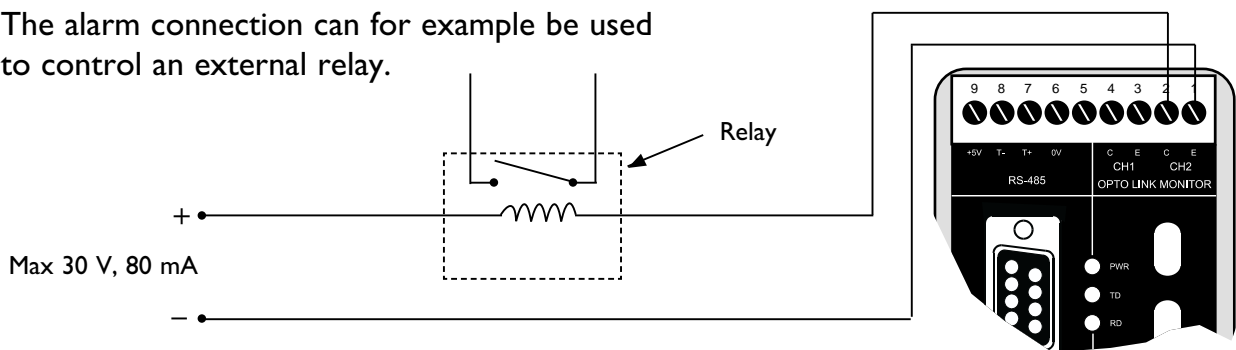 The alarm connection can for example be used
to control an external relay.
Relay
+
Max 30 V, 80 mA
–
9 8 7 6 5 4 3 2 1
+5V T- T+ 0V C E C E
CH1 CH2
RS-485 OPTO LINK MONITOR
PWR
TD
RD